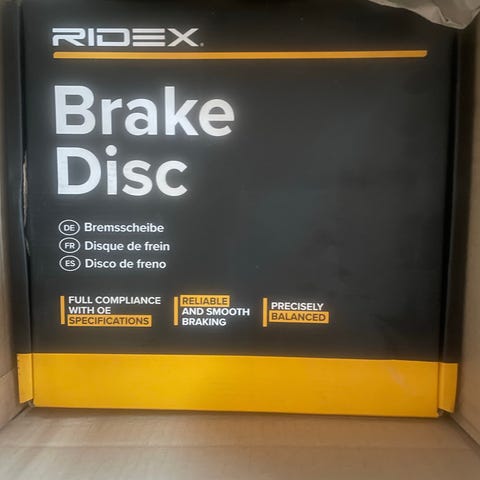 RIDEX®
Brake
Disc
DE Bremsscheibe
FR Disque de frein
ES Disco de freno
FULL COMPLIANCE
WITH OE
SPECIFICATIONS
RELIABLE
AND SMOOTH
BRAKING
PRECISELY
BALANCED